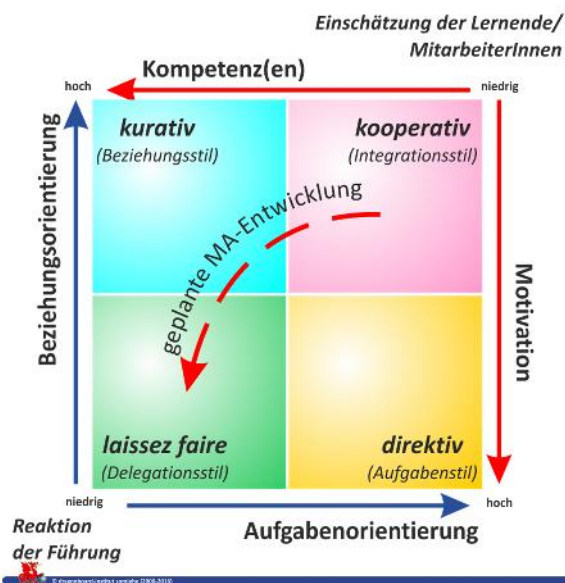 Einschätzung der Lernende/
MitarbeiterInnen
Kompetenz(en)
hoch
niedrig
kurativ
(Beziehungsstil)
kooperativ
(Integrationsstil)
Beziehungsorientierung
geplante MA-Entwicklung
Motivation
laissez faire
(Delegationsstil)
direktiv
(Aufgabenstil)
niedrig
hoch
Reaktion
der Führung
Aufgabenorientierung